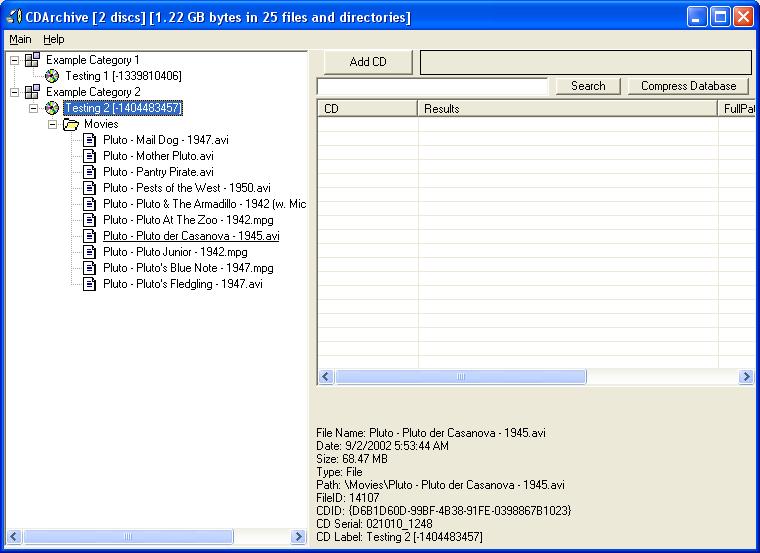 CDArchive [2 discs] [1.22 GB bytes in 25 files and directories]
Main Help
Add CD
Search
Compress Database
CD Results FullPat
Example Category 1
Testing 1 [-1339810406]
Example Category 2
Testing 2 [-1404483457]
Movies
Pluto - Mail Dog - 1947.avi
Pluto - Mother Pluto.avi
Pluto - Pantry Pirate.avi
Pluto - Pests of the West - 1950.avi
Pluto - Pluto & The Armadillo - 1942 (w. Mic
Pluto - Pluto At The Zoo - 1942.mpg
Pluto - Pluto der Casanova - 1945.avi
Pluto - Pluto Junior - 1942.mpg
Pluto - Pluto's Blue Note - 1947.mpg
Pluto - Pluto's Fledgling - 1947.avi
File Name: Pluto - Pluto der Casanova - 1945.avi
Date: 9/2/2002 5:53:44 AM
Size: 68.47 MB
Type: File
Path: \Movies\Pluto - Pluto der Casanova - 1945.avi
FileID: 14107
CDID: {D6B1D60D-99BF-4B38-91FE-0398867B1023}
CD Serial: 021010_1248
CD Label: Testing 2 [-1404483457]